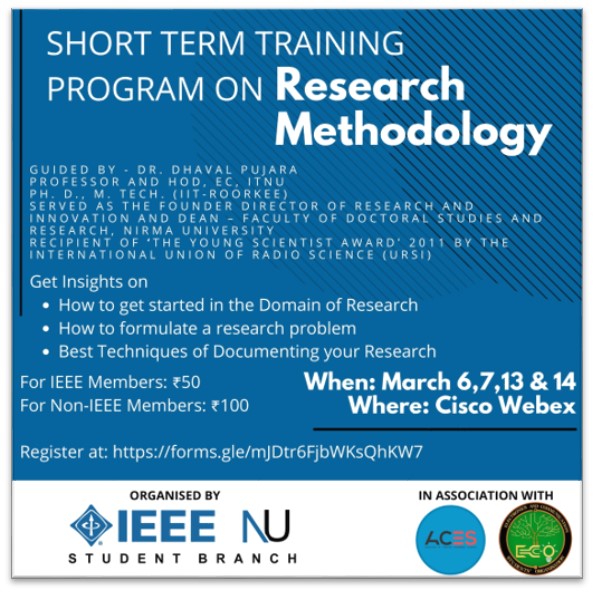 SHORT TERM TRAINING
PROGRAM ON Research
Methodology
GUIDED BY - DR. DHAVAL PUJARA
PROFESSOR AND HOD, EC, ITNU
PH. D., M. TECH. (IIT-ROORKEE)
SERVED AS THE FOUNDER DIRECTOR OF RESEARCH AND
INNOVATION AND DEAN – FACULTY OF DOCTORAL STUDIES AND
RESEARCH, NIRMA UNIVERSITY
RECIPIENT OF ‘THE YOUNG SCIENTIST AWARD’ 2011 BY THE
INTERNATIONAL UNION OF RADIO SCIENCE (URSI)
Get Insights on
• How to get started in the Domain of Research
• How to formulate a research problem
• Best Techniques of Documenting your Research
For IEEE Members: ₹50
For Non-IEEE Members: ₹100
When: March 6,7,13 & 14
Where: Cisco Webex
Register at: https://forms.gle/mJDtr6FjbWKsQhKW7
ORGANISED BY
IEEE NU
STUDENT BRANCH
IN ASSOCIATION WITH
ACES